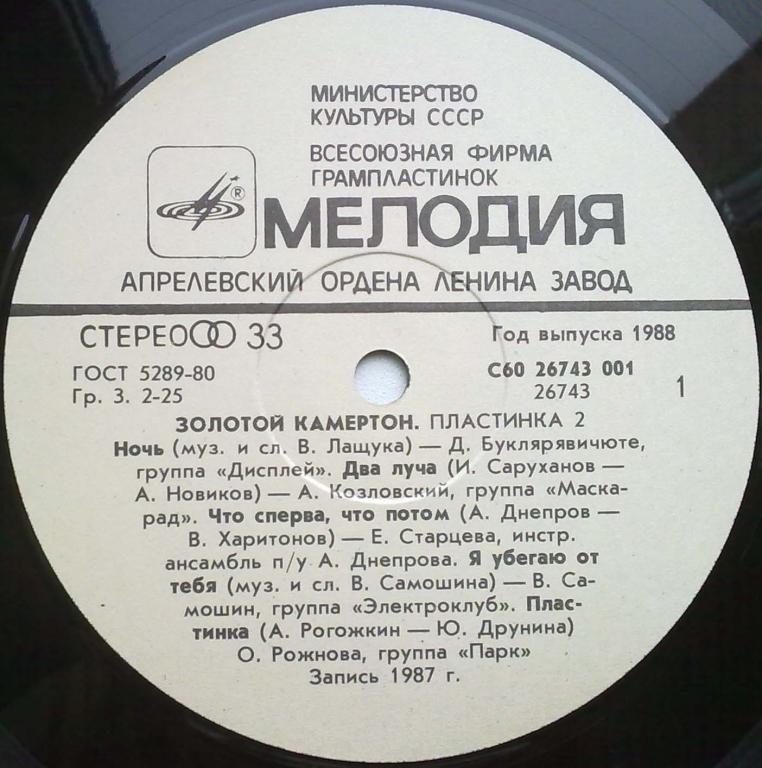 МИНИСТЕРСТВО
КУЛЬТУРЫ СССР
ВСЕСОЮЗНАЯ ФИРМА
ГРАМПЛАСТИНОК
®
МЕЛОДИЯ
АПРЕЛЕВСКИЙ ОРДЕНА ЛЕНИНА ЗАВОД
СТЕРЕО 33
Год выпуска 1988
ГОСТ 5289-80
С60 26743 001
Гр. 3. 2-25
26743
1
ЗОЛОТОЙ КАМЕРТОН. ПЛАСТИНКА 2
Ночь (муз. и сл. В. Лащука) — Д. Буклярявичюте,
группа «Дисплей». Два луча (И. Саруханов —
А. Новиков) — А. Козловский, группа «Маска-
рад». Что сперва, что потом (А. Днепров —
В. Харитонов) — Е. Старцева, инстр.
ансамбль п/у А. Днепрова. Я убегаю от
тебя (муз. и сл. В. Самошина) — В. Са-
мошин, группа «Электроклуб». Плас-
тинка (А. Рогожкин — Ю. Друнина)
О. Рожнова, группа «Парк»
Запись 1987 г.